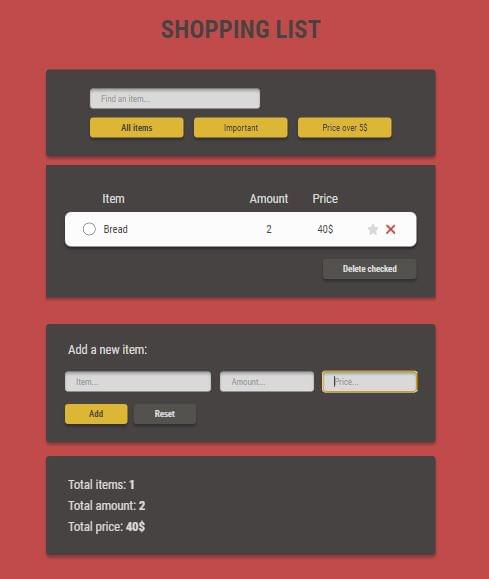 SHOPPING LIST
Find an item...
All items Important Price over 5$
Item Amount Price
Bread 2 40$
Delete checked
Add a new item:
Item... Amount... Price...
Add Reset
Total items: 1
Total amount: 2
Total price: 40$